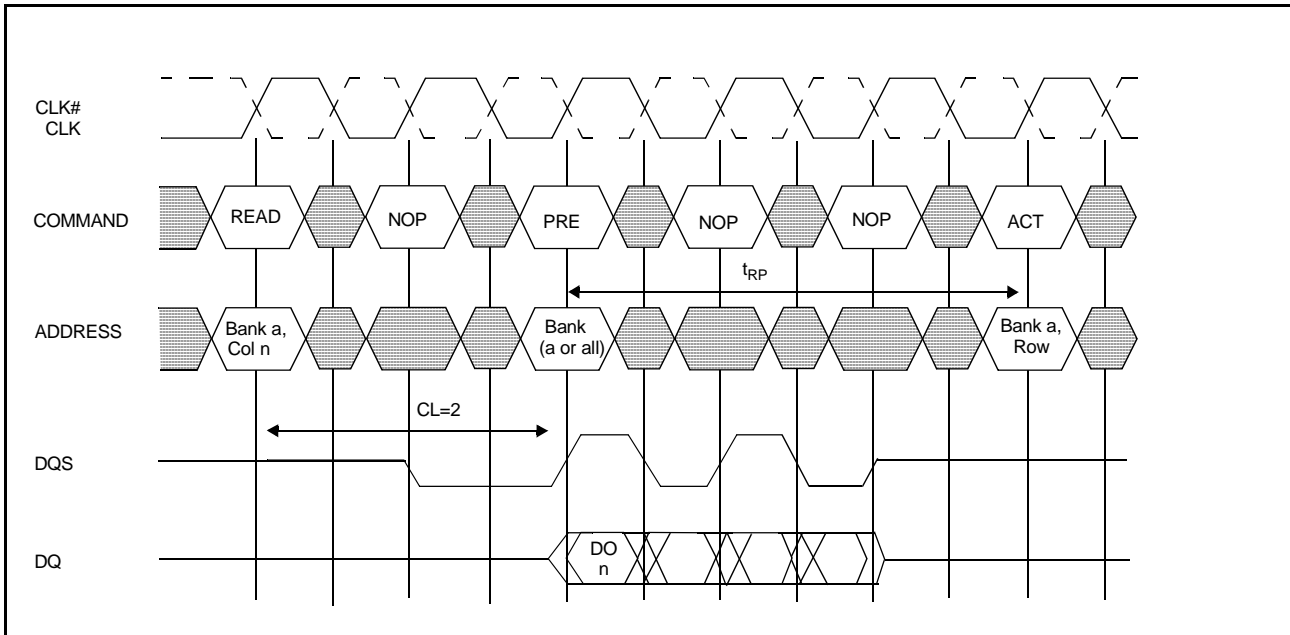 CLK#
CLK
COMMAND
READ
NOP
PRE
NOP
NOP
ACT
tRP
ADDRESS
Bank a,
Col n
Bank
(a or all)
Bank a,
Row
CL=2
DQS
DQ
DO
n